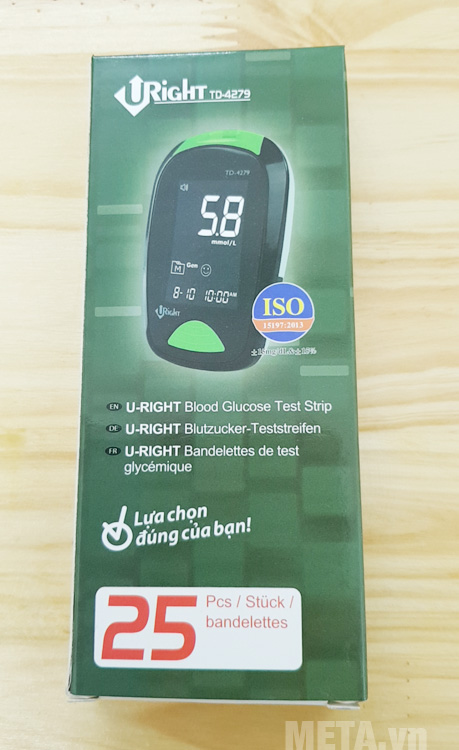 URIGHT TD-4279
TD-4279
5.8
mmol/L
M Gen
8-10 10:00AM
URIGHT
ISO
15197:2013
±15mg/dL&±15%
EN U-RIGHT Blood Glucose Test Strip
DE U-RIGHT Blutzucker-Teststreifen
FR U-RIGHT Bandelettes de test
glycémique
Lựa chọn
đúng của bạn!
25 Pcs / Stück /
bandelettes
META.vn